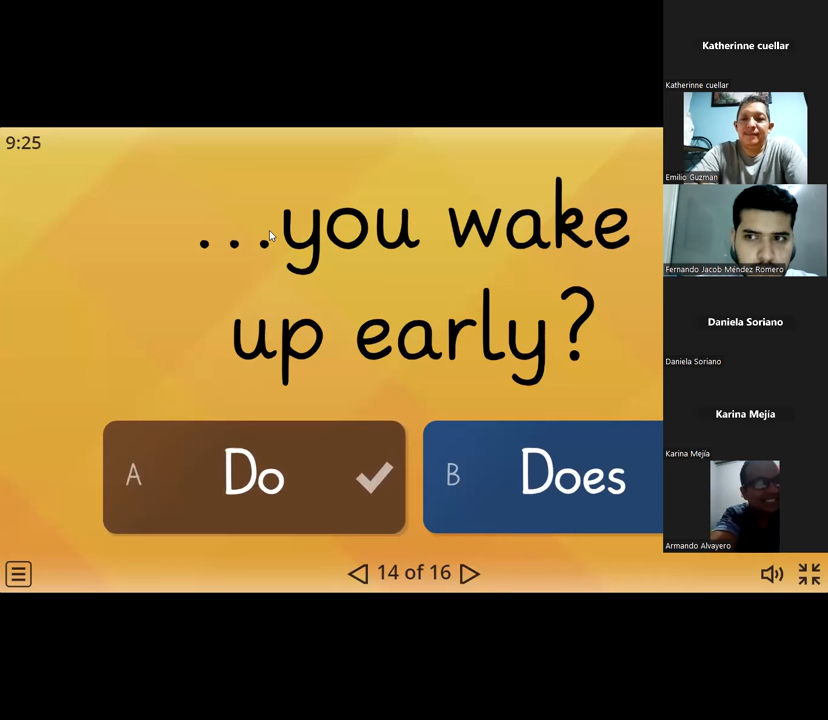 9:25
...you wake
up early?
A Do
B Does
14 of 16
Katherinne cuellar
Katherinne cuellar
Emilio Guzman
Fernando Jacob Méndez Romero
Daniela Soriano
Daniela Soriano
Karina Mejía
Karina Mejía
Armando Alvayero